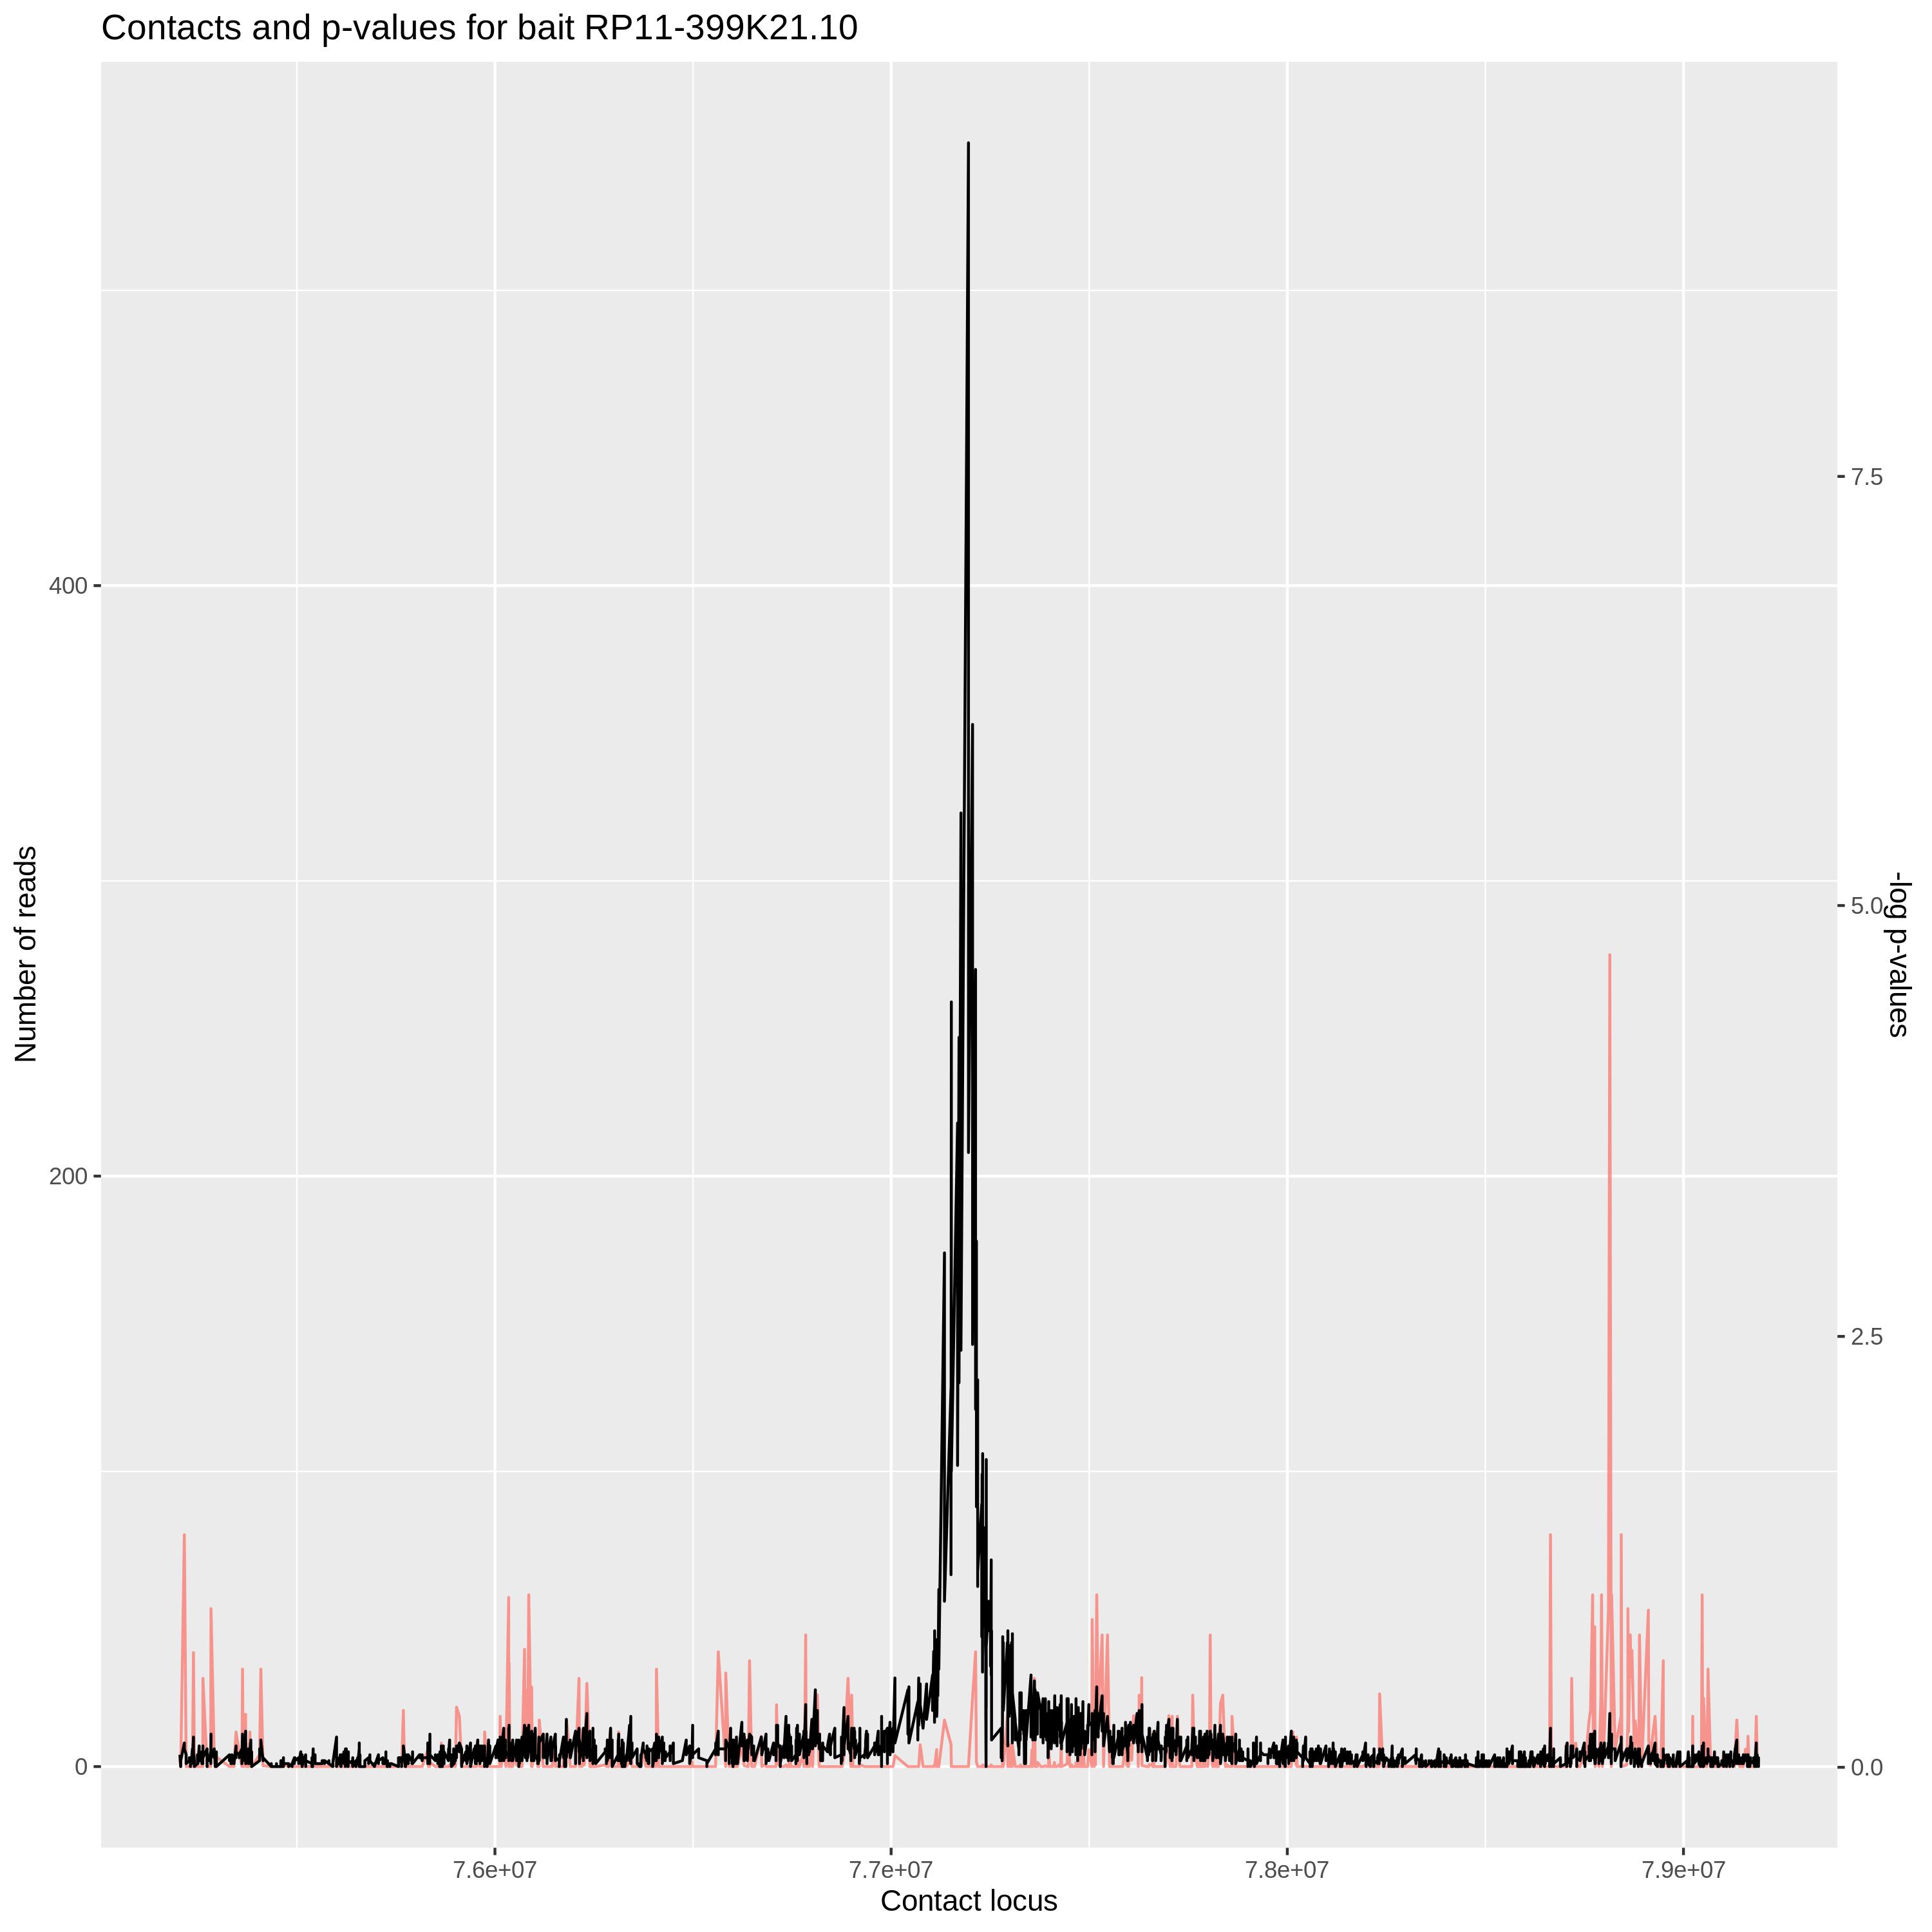 Contacts and p-values for bait RP11-399K21.10
Number of reads
400
200
0
7.5
5.0
2.5
0.0
-log p-values
7.6e+07
7.7e+07
7.8e+07
7.9e+07
Contact locus